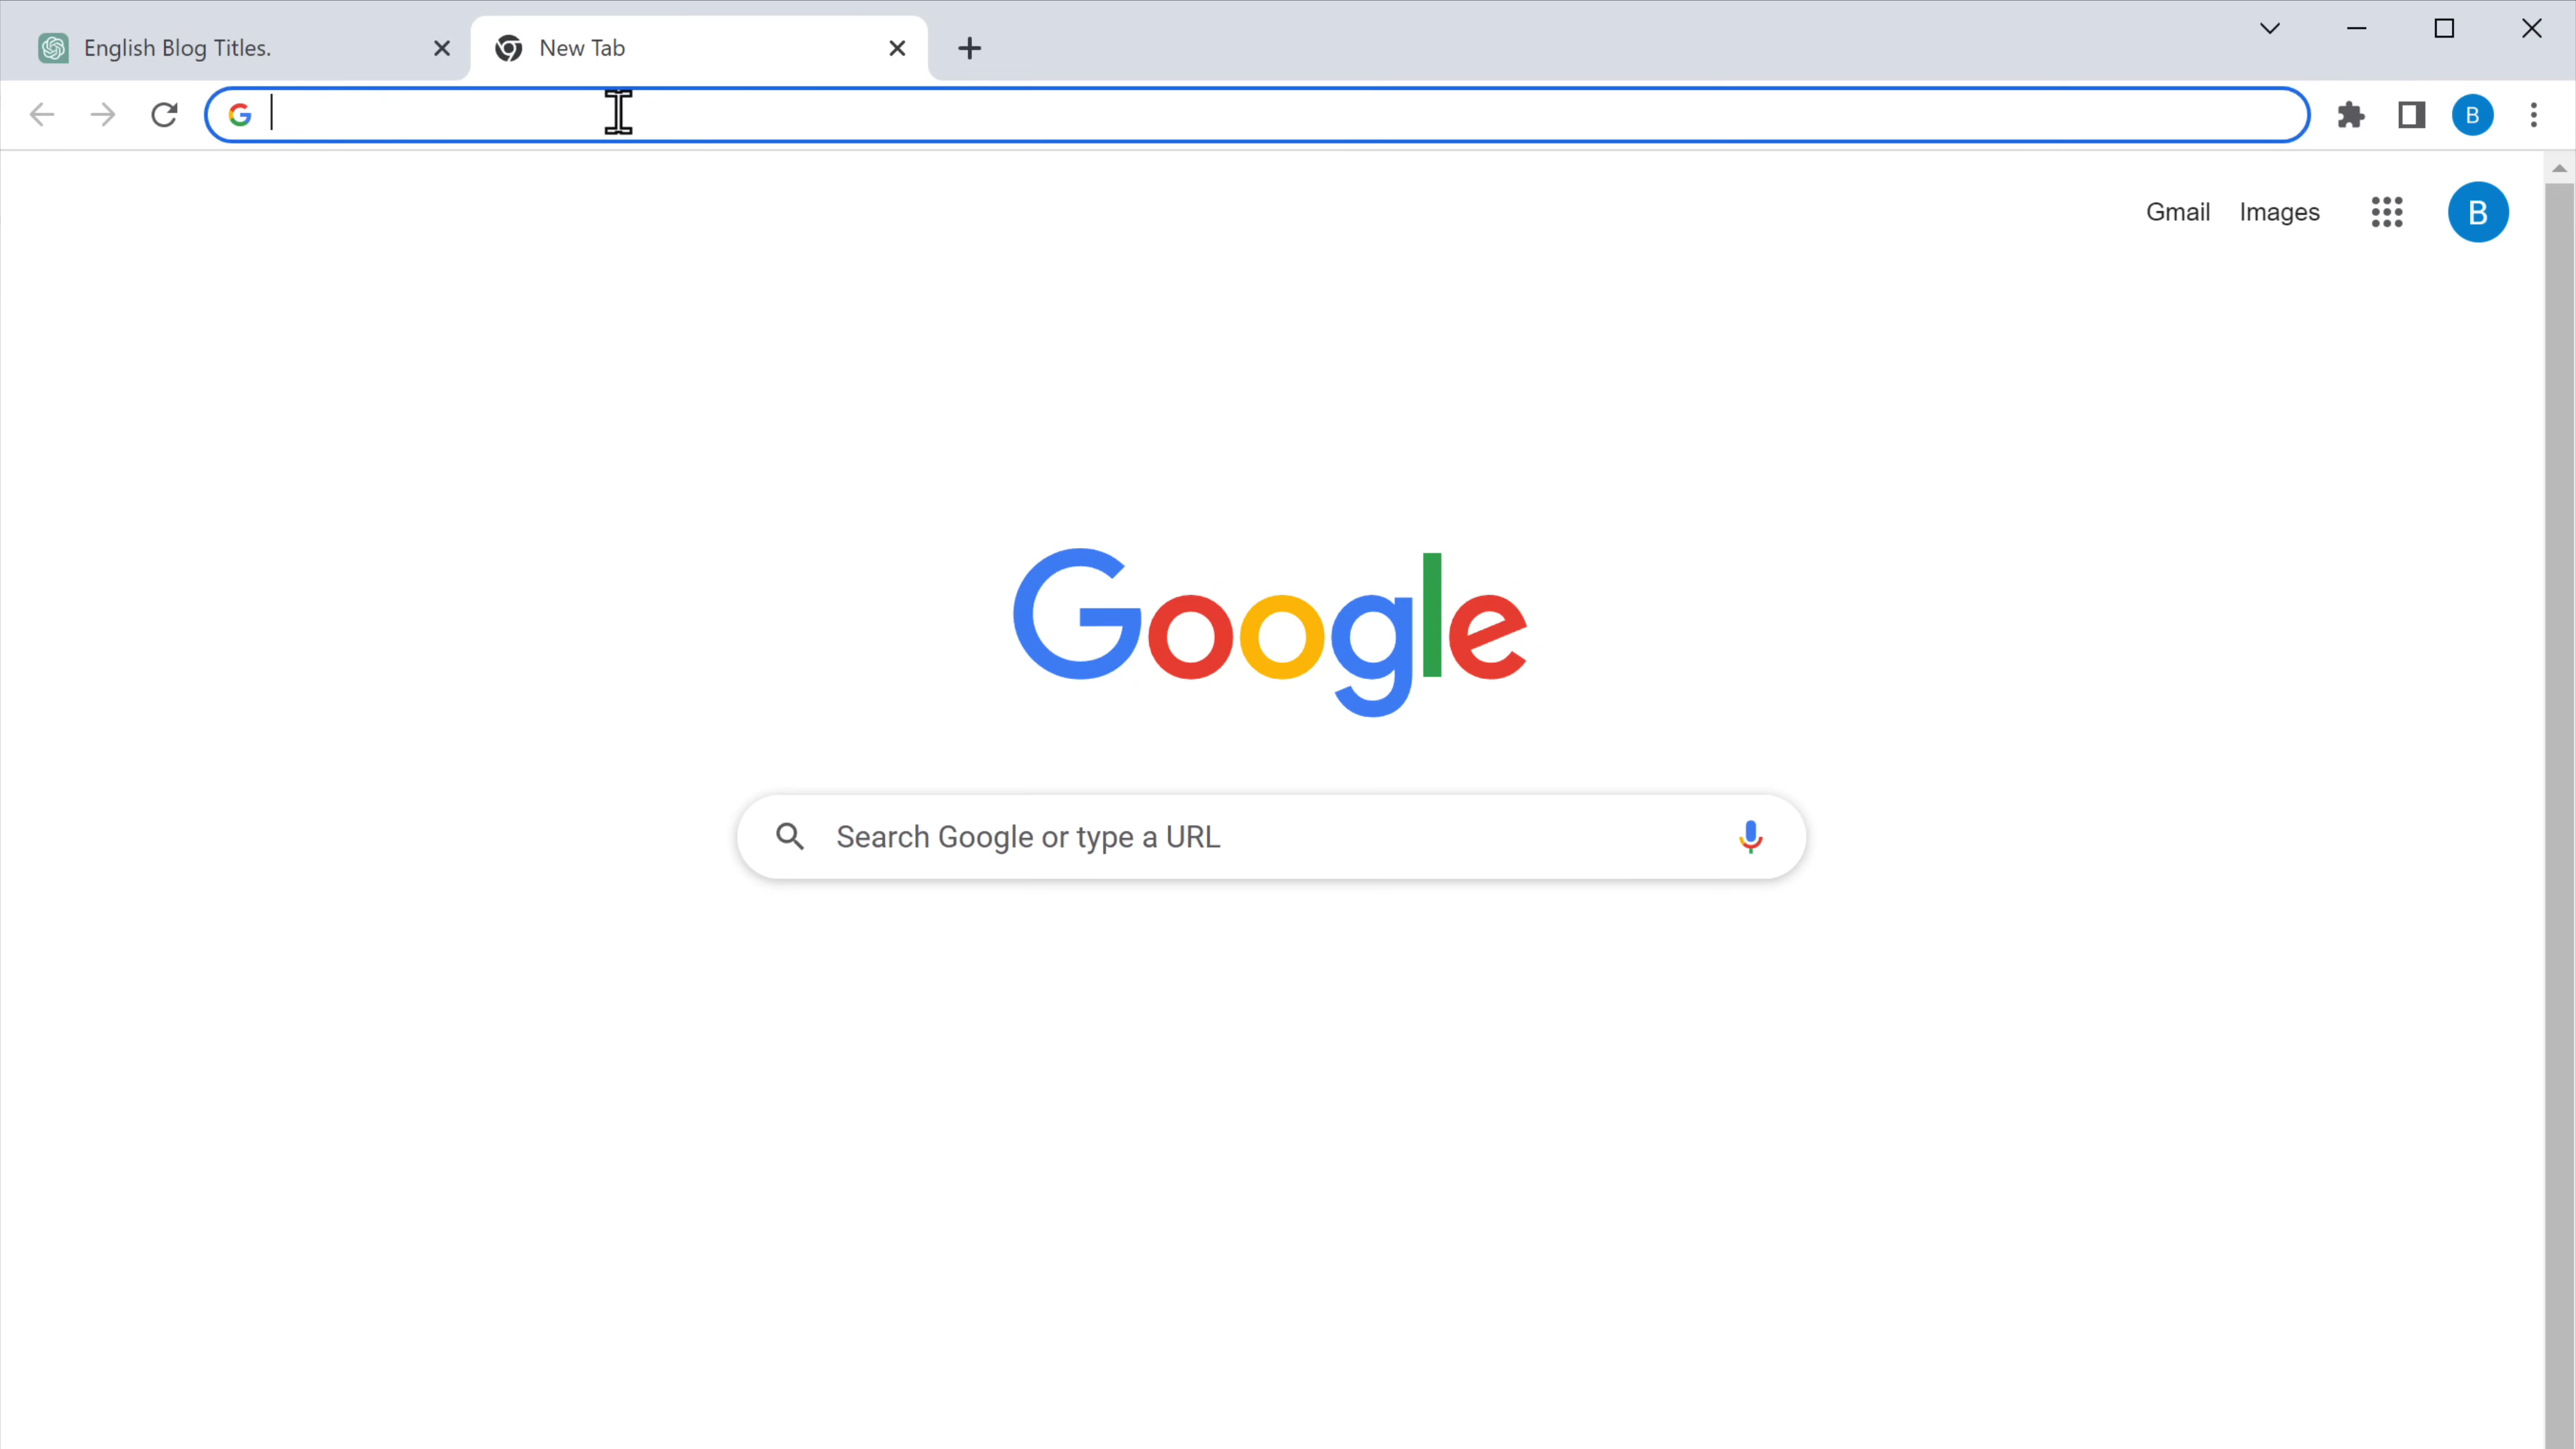 English Blog Titles.
New Tab
B
Gmail
Images
B
Google
Search Google or type a URL